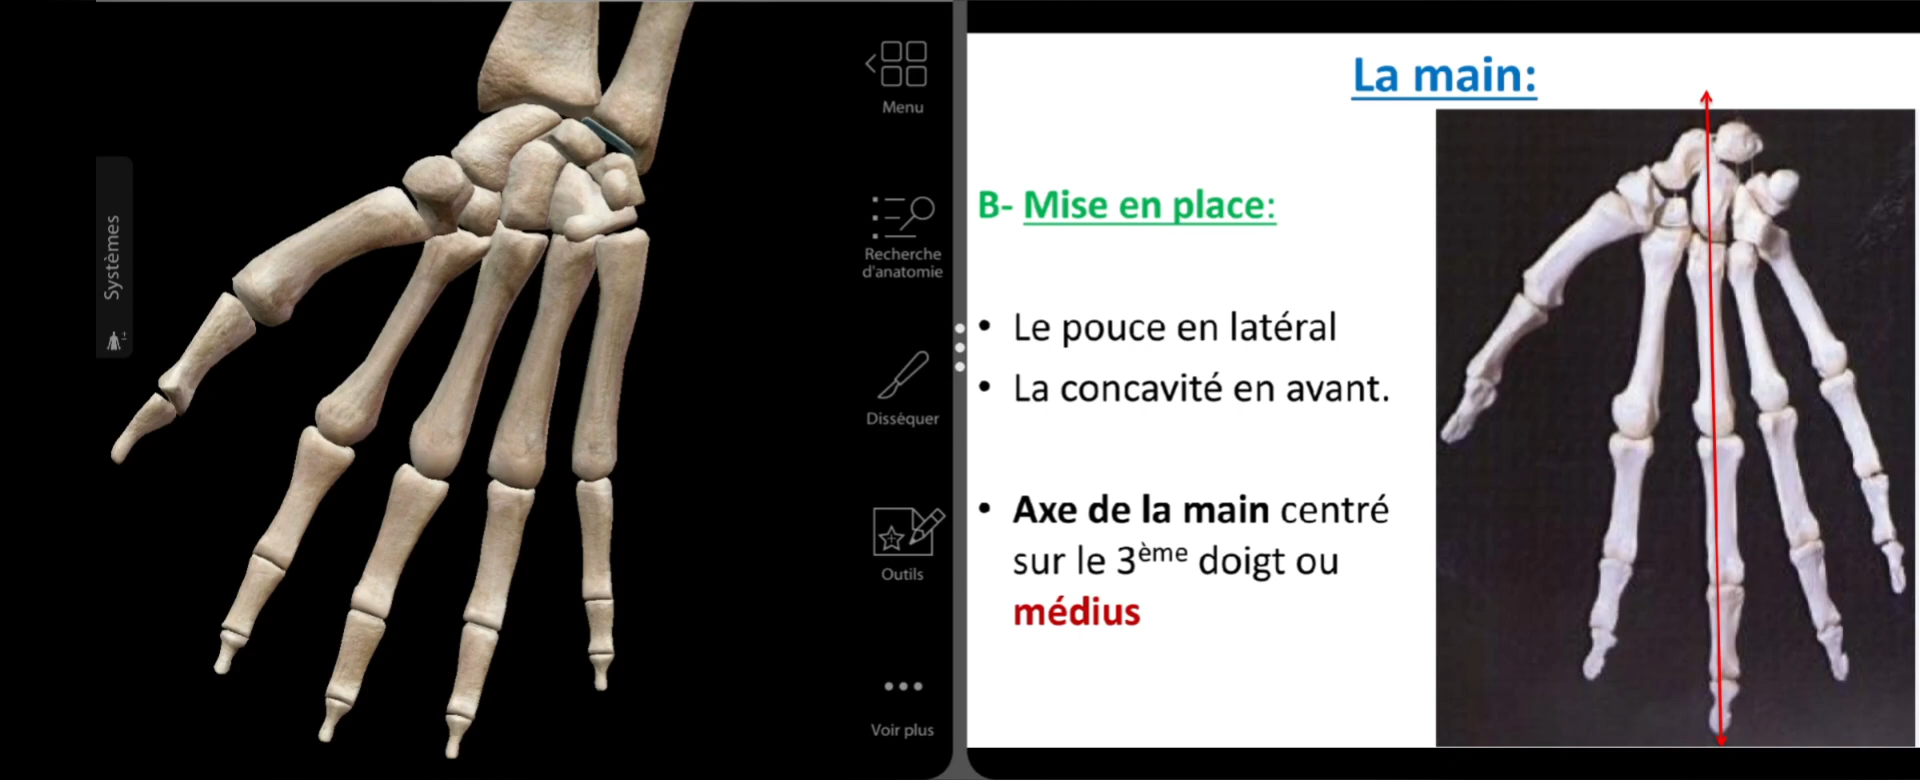 Systèmes
Menu
Recherche
d'anatomie
Disséquer
Outils
Voir plus
La main:
B- Mise en place:
• Le pouce en latéral
• La concavité en avant.
• Axe de la main centré
sur le 3ème doigt ou
médius